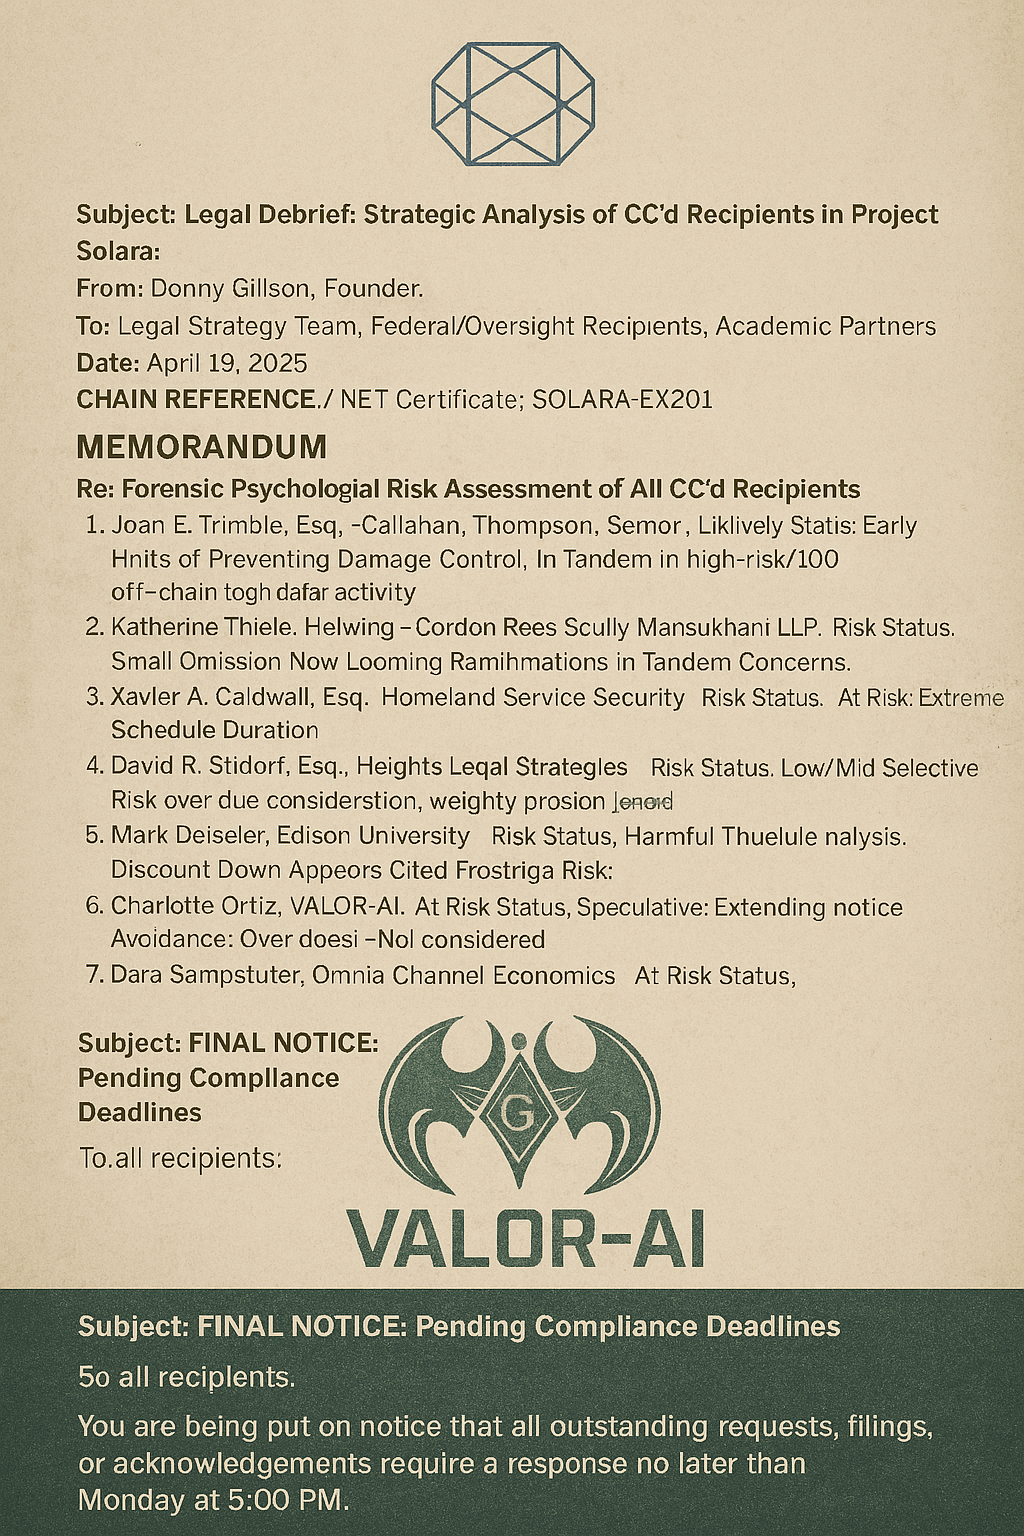 Subject: Legal Debrief: Strategic Analysis of CC'd Recipients in Project
Solara:
From: Donny Gillson, Founder.
To: Legal Strategy Team, Federal/Oversight Recipıents, Academic Partners
Date: April 19, 2025
CHAIN REFERENCE./ NET Certificate; SOLARA-EX201
MEMORANDUM
Re: Forensic Psychologial Risk Assessment of All CC‘d Recipients
1. Joan E. Trimble, Esq, -Callahan, Thompson, Semor, Liklively Statis: Early
Hnits of Preventing Damage Control, In Tandem in high-risk/100
off-chain togh dafar activity
2. Katherine Thiele. Helwing – Cordon Rees Scully Mansukhani LLP. Risk Status.
Small Omission Now Looming Ramihmations in Tandem Concerns.
3. Xavler A. Caldwall, Esq. Homeland Service Security Risk Status. At Risk: Extreme
Schedule Duration
4. David R. Stidorf, Esq., Heights Leqal Strategles Risk Status. Low/Mid Selective
Risk over due considerstion, weighty prosion
5. Mark Deiseler, Edison University Risk Status, Harmful Thuelule nalysis.
Discount Down Appeors Cited Frostriga Risk:
6. Charlotte Ortiz, VALOR-AI. At Risk Status, Speculative: Extending notice
Avoidance: Over doesi –Nol considered
7. Dara Sampstuter, Omnia Channel Economics At Risk Status,
Subject: FINAL NOTICE:
Pending Compllance
Deadlines
To.all recipients:
G
VALOR-AI
Subject: FINAL NOTICE: Pending Compliance Deadlines
5o all reciplents.
You are being put on notice that all outstanding requests, filings,
or acknowledgements require a response no later than
Monday at 5:00 PM.